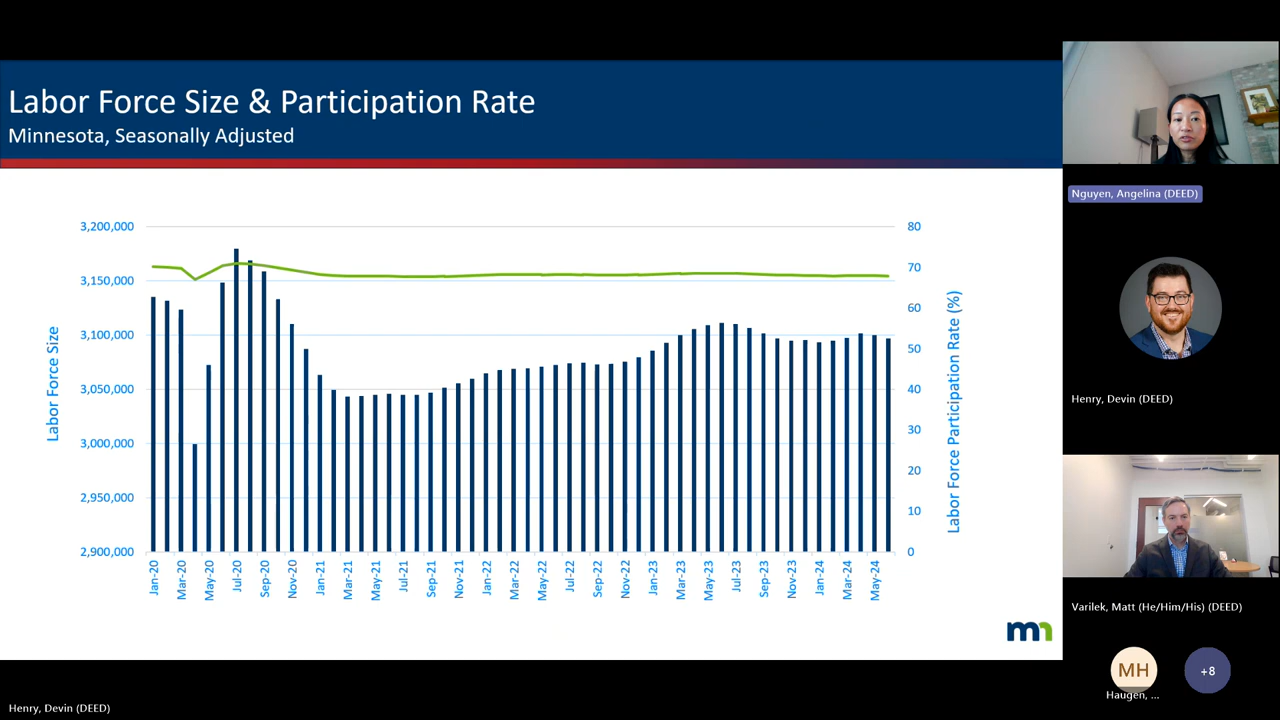 Labor Force Size & Participation Rate
Minnesota, Seasonally Adjusted
Labor Force Size
3,200,000
3,150,000
3,100,000
3,050,000
3,000,000
2,950,000
2,900,000
80
70
60
50
40
30
20
10
0
Labor Force Participation Rate (%)
Jan-20
Mar-20
May-20
Jul-20
Sep-20
Nov-20
Jan-21
Mar-21
May-21
Jul-21
Sep-21
Nov-21
Jan-22
Mar-22
May-22
Jul-22
Sep-22
Nov-22
Jan-23
Mar-23
May-23
Jul-23
Sep-23
Nov-23
Jan-24
Mar-24
May-24
mn
Nguyen, Angelina (DEED)
Henry, Devin (DEED)
Varilek, Matt (He/Him/His) (DEED)
MH
+8
Haugen, ...
Henry, Devin (DEED)